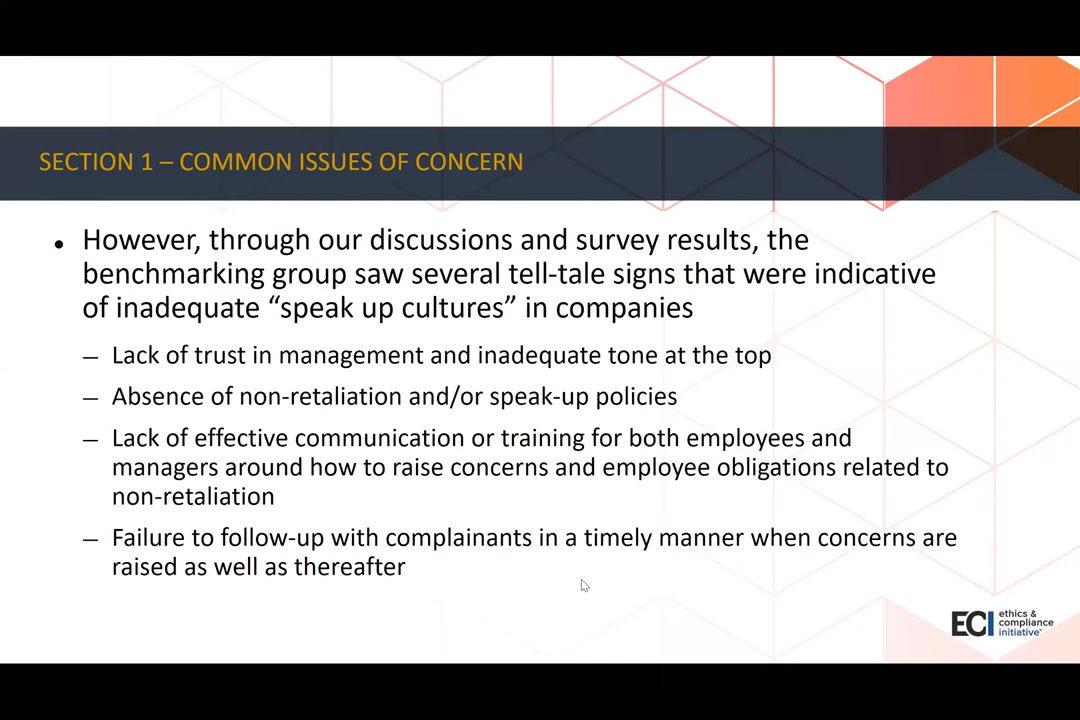 SECTION 1 – COMMON ISSUES OF CONCERN
• However, through our discussions and survey results, the
benchmarking group saw several tell-tale signs that were indicative
of inadequate “speak up cultures” in companies
– Lack of trust in management and inadequate tone at the top
– Absence of non-retaliation and/or speak-up policies
– Lack of effective communication or training for both employees and
managers around how to raise concerns and employee obligations related to
non-retaliation
– Failure to follow-up with complainants in a timely manner when concerns are
raised as well as thereafter
ECI ethics &
compliance
initiative™